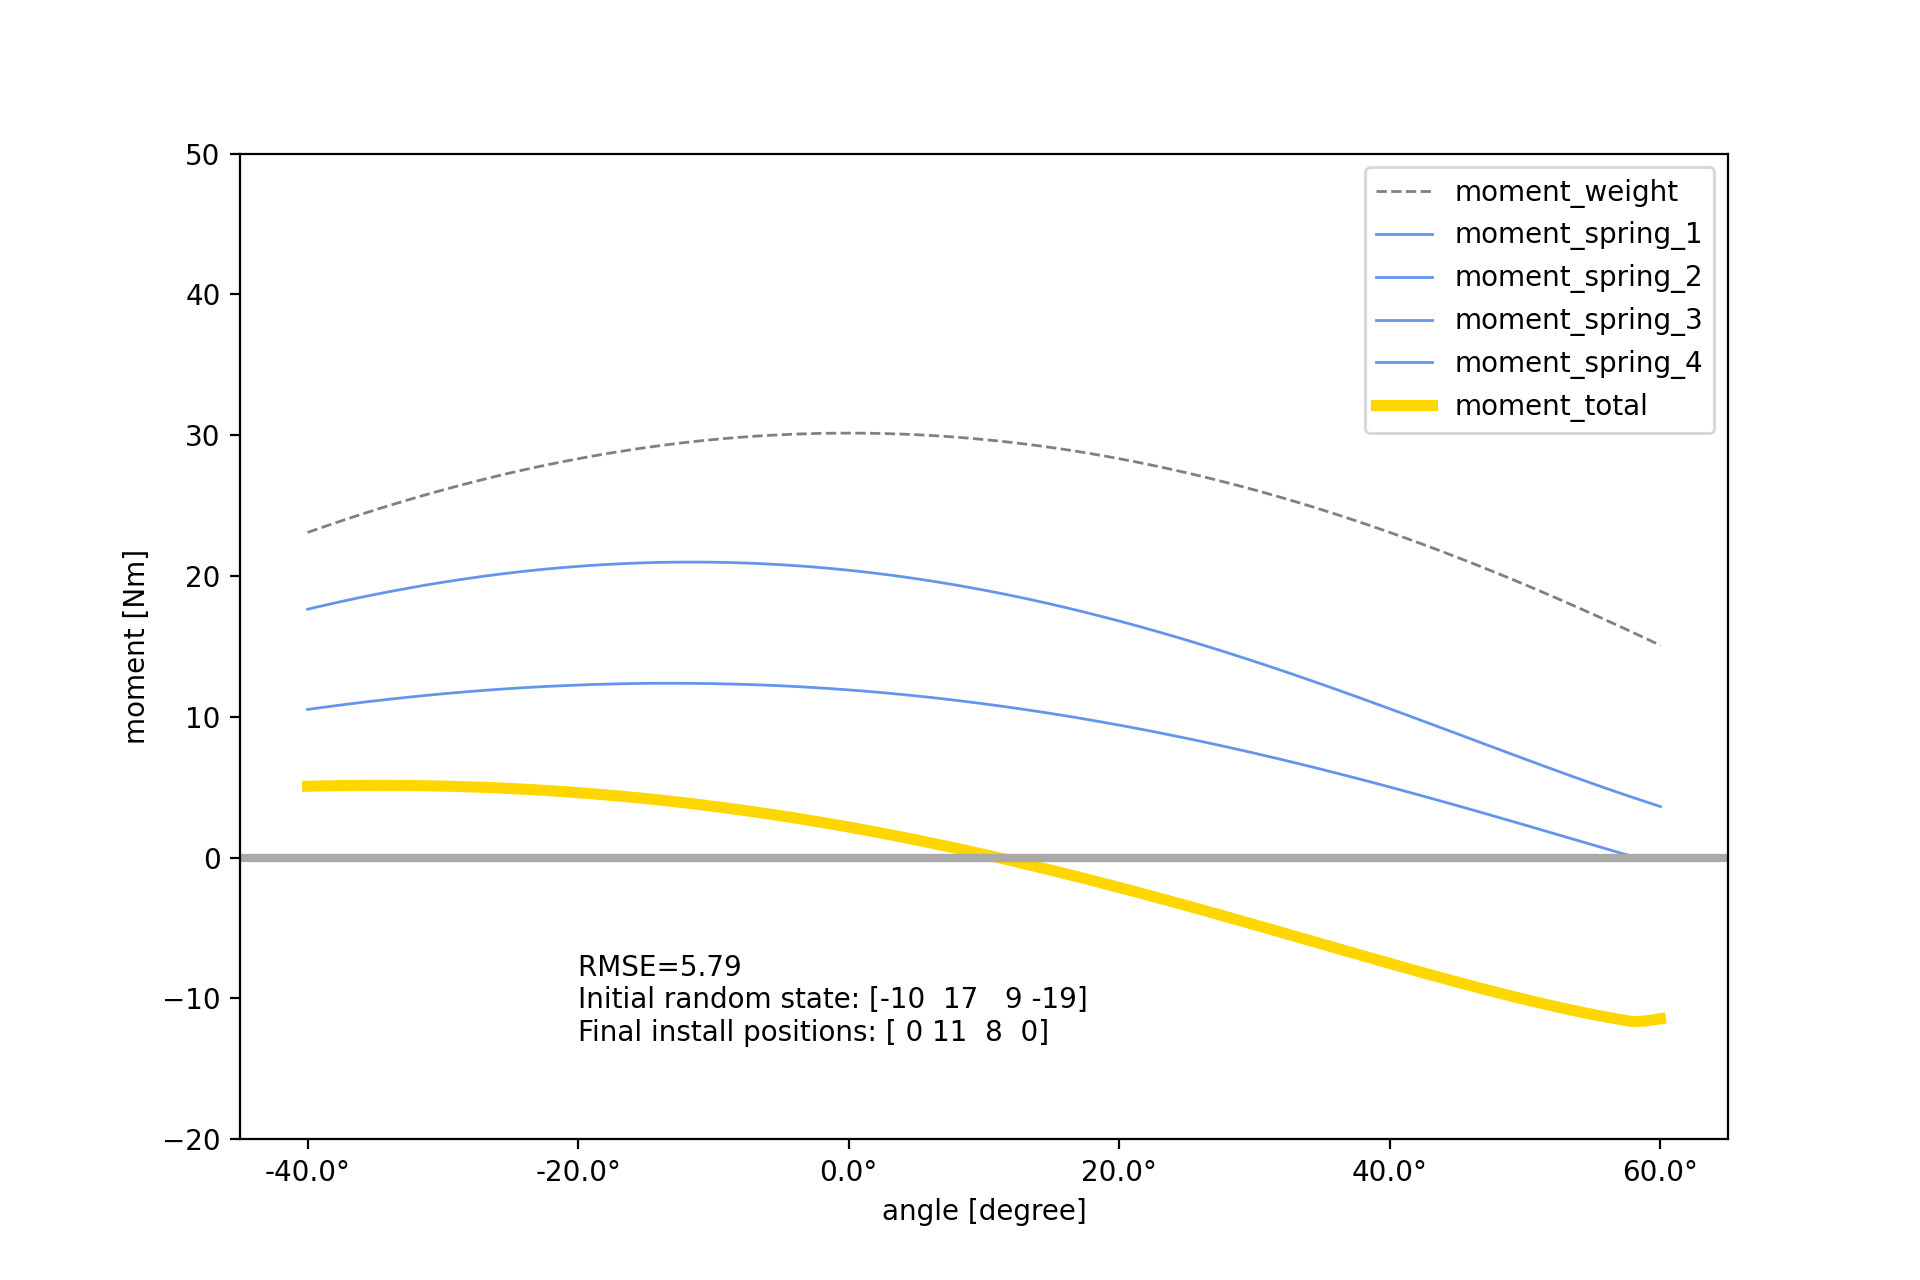 50
40
30
20
10
0
−10
−20
moment [Nm]
moment_weight
moment_spring_1
moment_spring_2
moment_spring_3
moment_spring_4
moment_total
RMSE=5.79
Initial random state: [-10  17   9 -19]
Final install positions: [ 0 11  8  0]
-40.0° -20.0° 0.0° 20.0° 40.0° 60.0°
angle [degree]